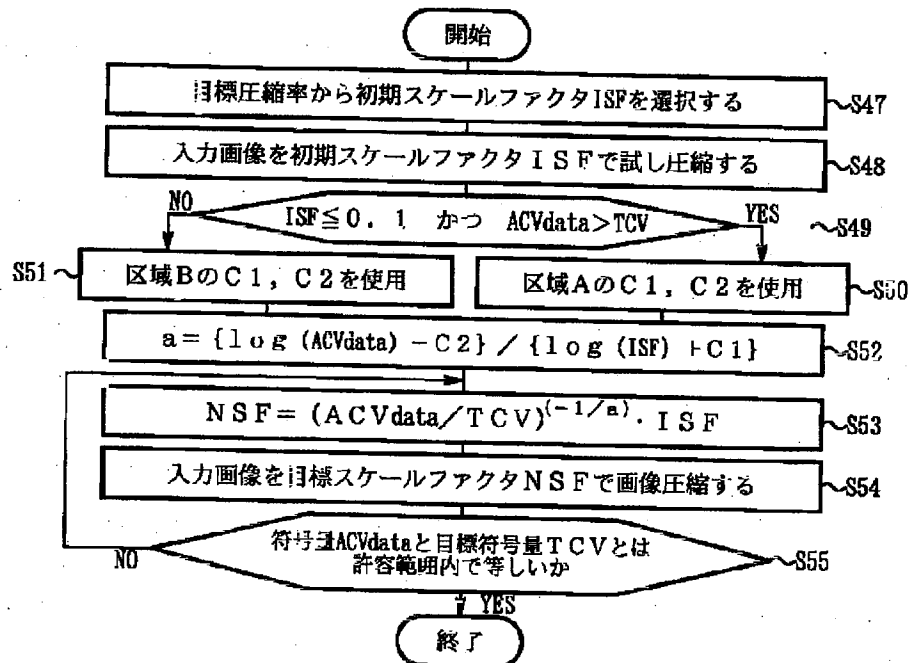 開始
目標圧縮率から初期スケールファクタISFを選択する
~S47
入力画像を初期スケールファクタISFで試し圧縮する
~S48
NO
ISF≦0.1 かつ ACVdata>TCV
YES
~S49
S51~
区域BのC1,C2を使用
区域AのC1,C2を使用
~S50
a={log(ACVdata)-C2}/{log(ISF)+C1}
~S52
NSF=(ACVdata/TCV)^(-1/a)・ISF
~S53
入力画像を目標スケールファクタNSFで画像圧縮する
~S54
符号量ACVdataと目標符号量TCVとは
許容範囲内で等しいか
~S55
NO
YES
終了